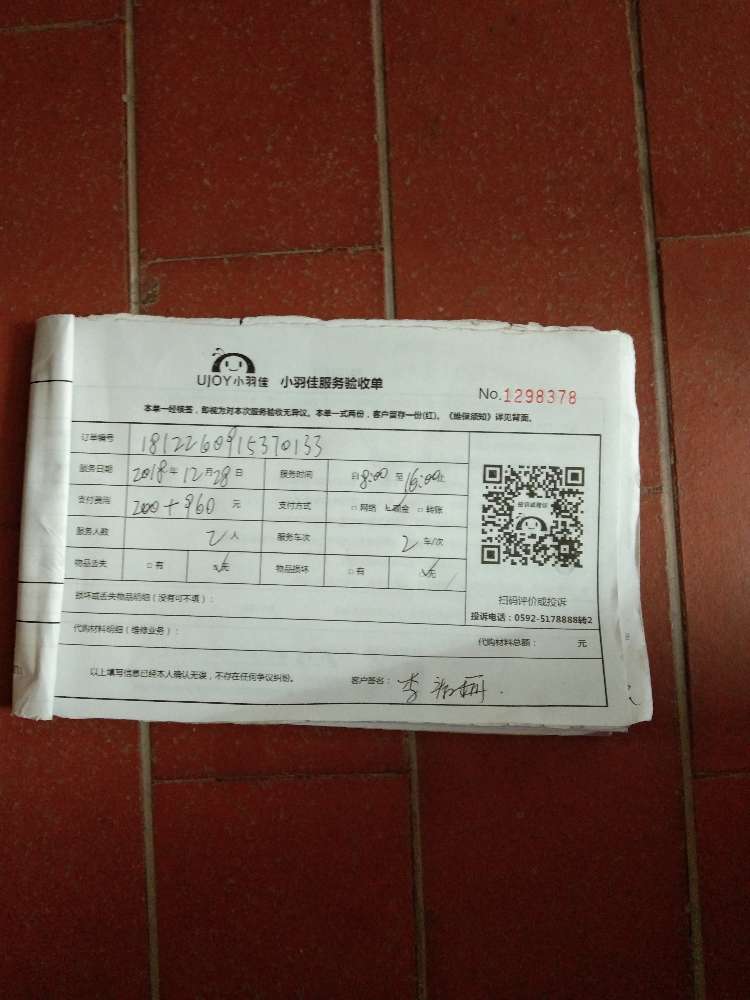 UJOY小羽佳 小羽佳服务验收单
No.1298378
本单一经核签，即视为对本次服务验收无异议。本单一式两份，客户留存一份(红)。《维保须知》详见背面。
订单编号 1812260915370133
服务日期 2018年12月28日 服务时间 自8:00至16:00止
支付费用 200+960元 支付方式 □网络 ☑现金 □转账
服务人数 2人 服务车次 2车/次
物品丢失 □有 ☑无 物品损坏 □有 ☑无
扫码评价或投诉
投诉电话：0592-5178888转2
损坏或丢失物品明细（没有可不填）：
代购材料明细（维修业务）： 代购材料总额： 元
以上填写信息已经本人确认无误，不存在任何争议纠纷。 客户签名：李